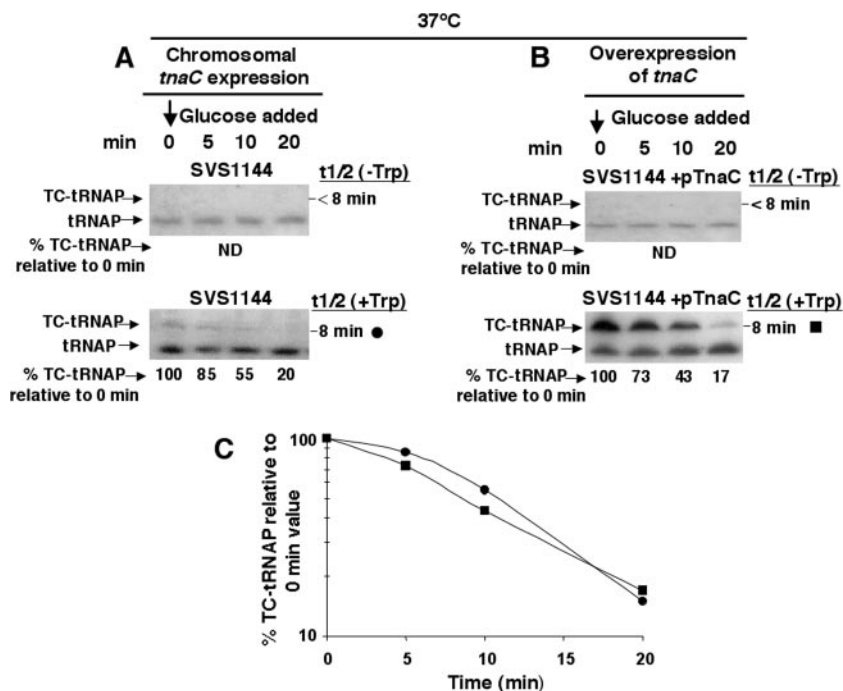 37°C
A
Chromosomal
tnaC expression
Glucose added
min 0 5 10 20
SVS1144 t1/2 (-Trp)
TC-tRNAP < 8 min
tRNAP
% TC-tRNAP
relative to 0 min ND
SVS1144 t1/2 (+Trp)
TC-tRNAP 8 min
tRNAP
% TC-tRNAP 100 85 55 20
relative to 0 min
B
Overexpression
of tnaC
Glucose added
min 0 5 10 20
SVS1144 +pTnaC t1/2 (-Trp)
TC-tRNAP < 8 min
tRNAP
% TC-tRNAP
relative to 0 min ND
SVS1144 +pTnaC t1/2 (+Trp)
TC-tRNAP 8 min
tRNAP
% TC-tRNAP 100 73 43 17
relative to 0 min
C
% TC-tRNAP relative to
0 min value
100
10
0 5 10 15 20
Time (min)